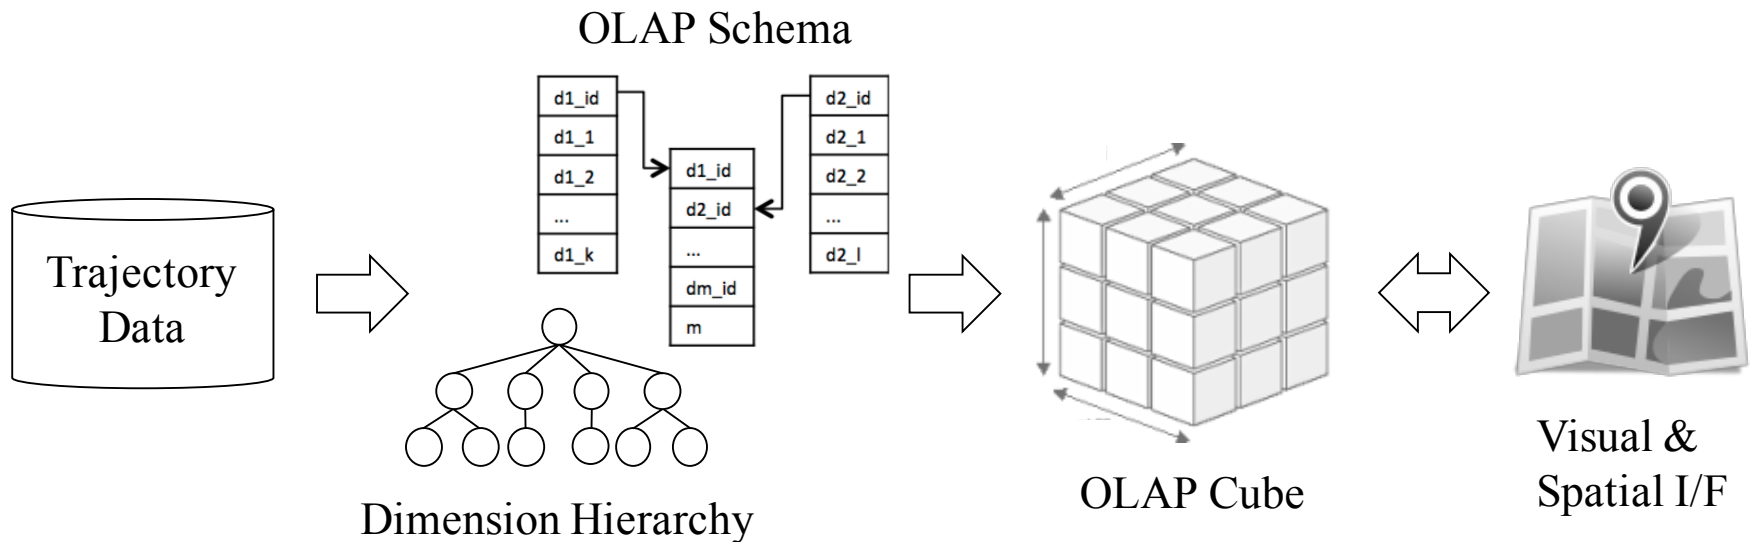 OLAP Schema
d1_id
d1_1
d1_2
...
d1_k
d1_id
d2_id
...
dm_id
m
d2_id
d2_1
d2_2
...
d2_l
Trajectory
Data
Dimension Hierarchy
OLAP Cube
Visual &
Spatial I/F